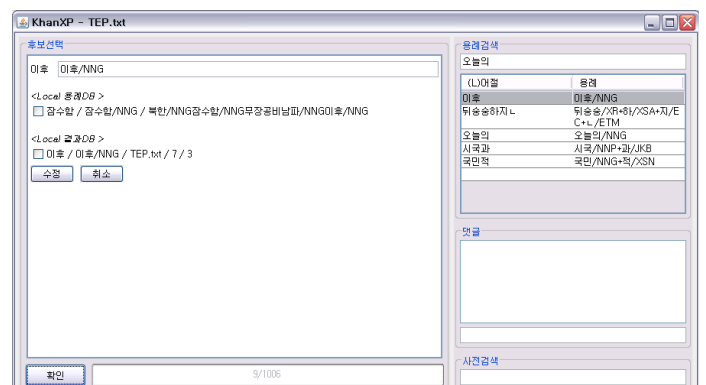 KhanXP - TEP.txt
후보선택
이후 이후/NNG
<Local 용례DB >
잠수함 / 잠수함/NNG / 북한/NNG잠수함/NNG무장공비남파/NNG이후/NNG
<Local 결과DB >
이후 / 이후/NNG / TEP.txt / 7 / 3
수정 취소
확인 9/1006
용례검색
오늘의
(L)어절 용례
이후 이후/NNG
뒤숭숭하지ㄴ 뒤숭숭/XR+하/XSA+지/E
C+ㄴ/ETM
오늘의 오늘의/NNG
시국과 시국/NNP+과/JKB
국민적 국민/NNG+적/XSN
댓글
사전검색